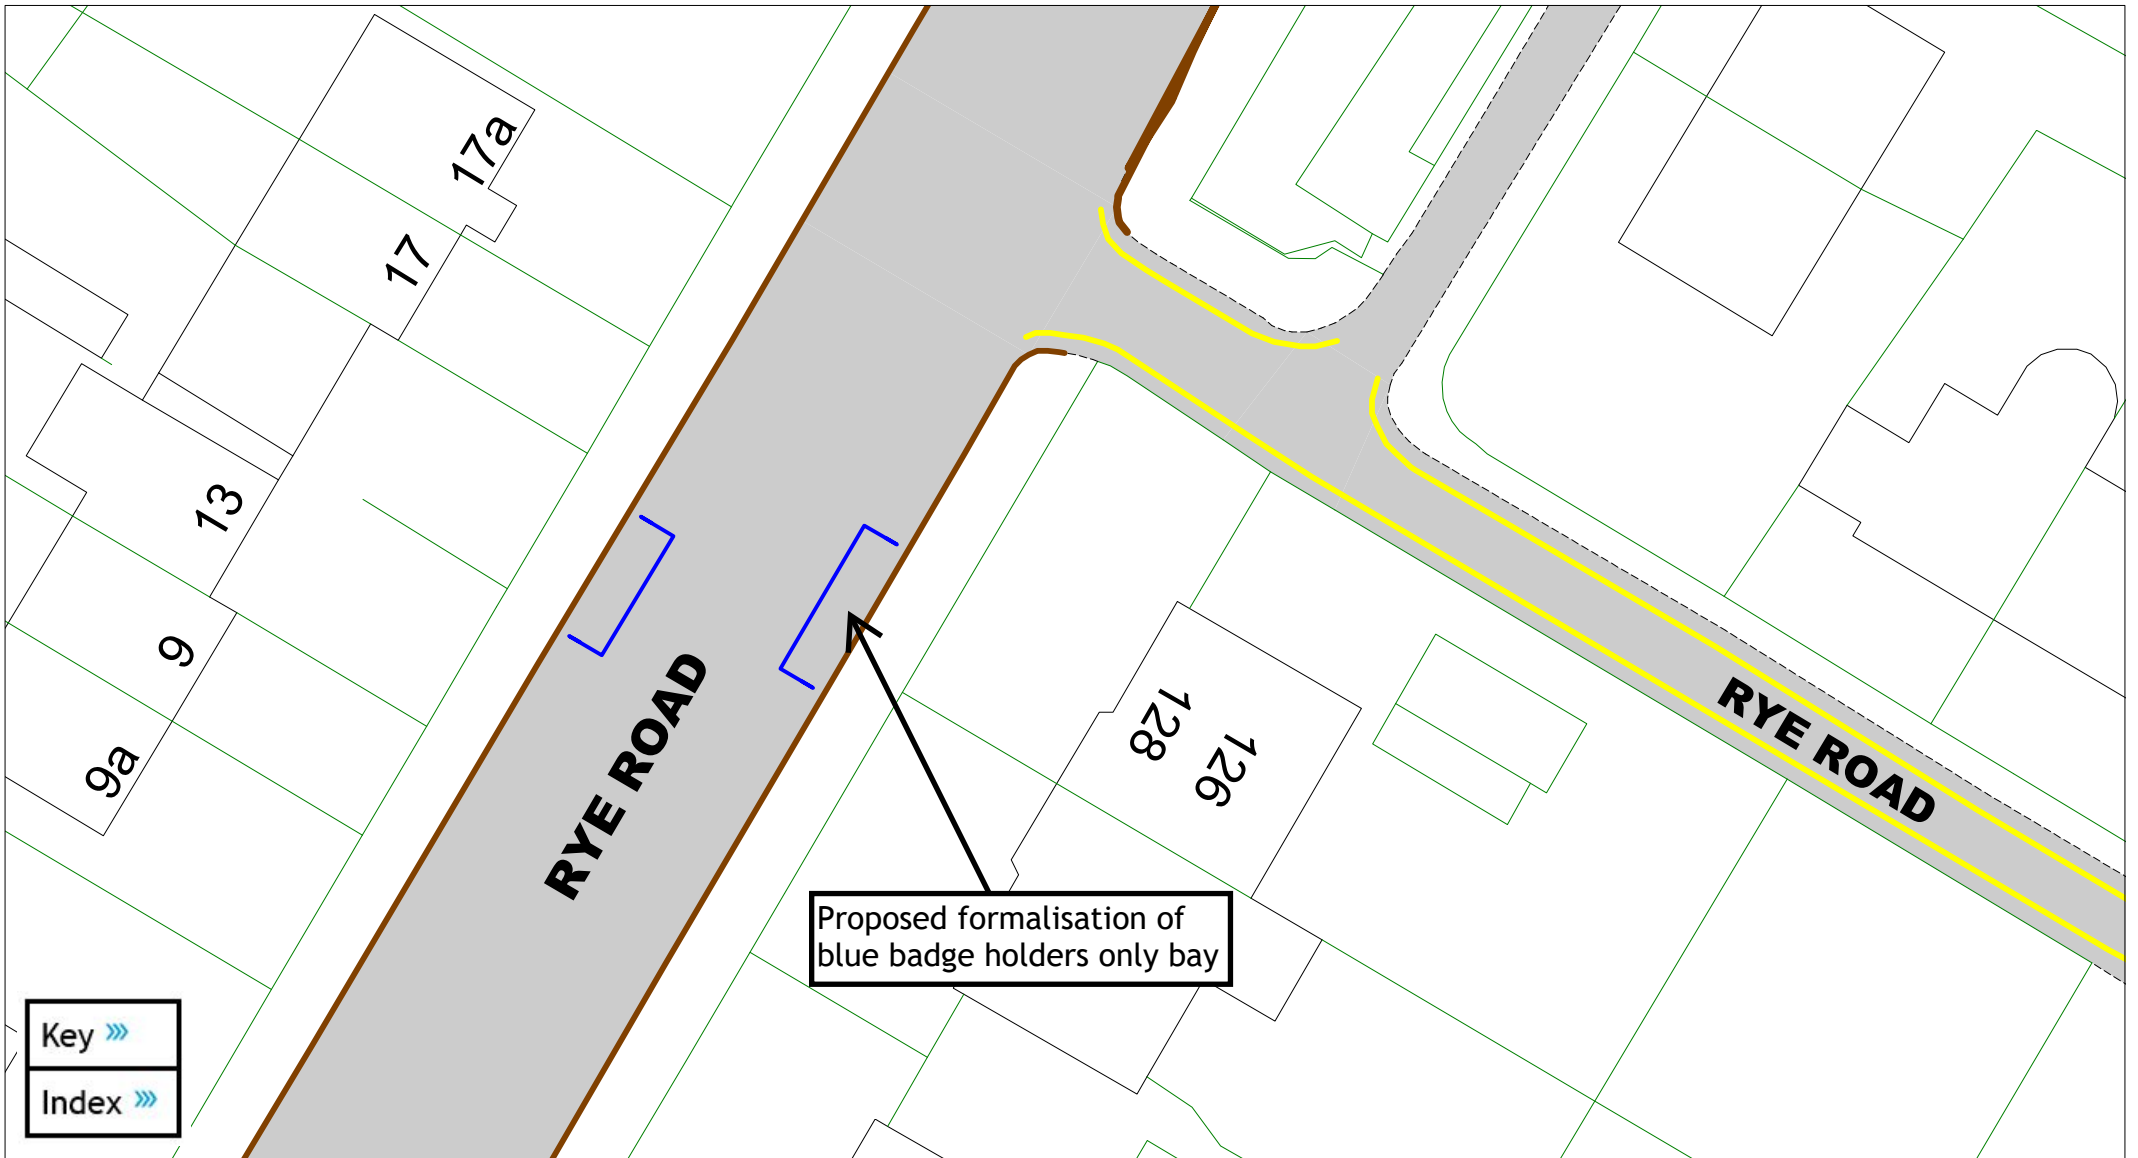 17a
17
13
9
9a
RYE ROAD
128
126
RYE ROAD
Proposed formalisation of
blue badge holders only bay
Key »»
Index »»